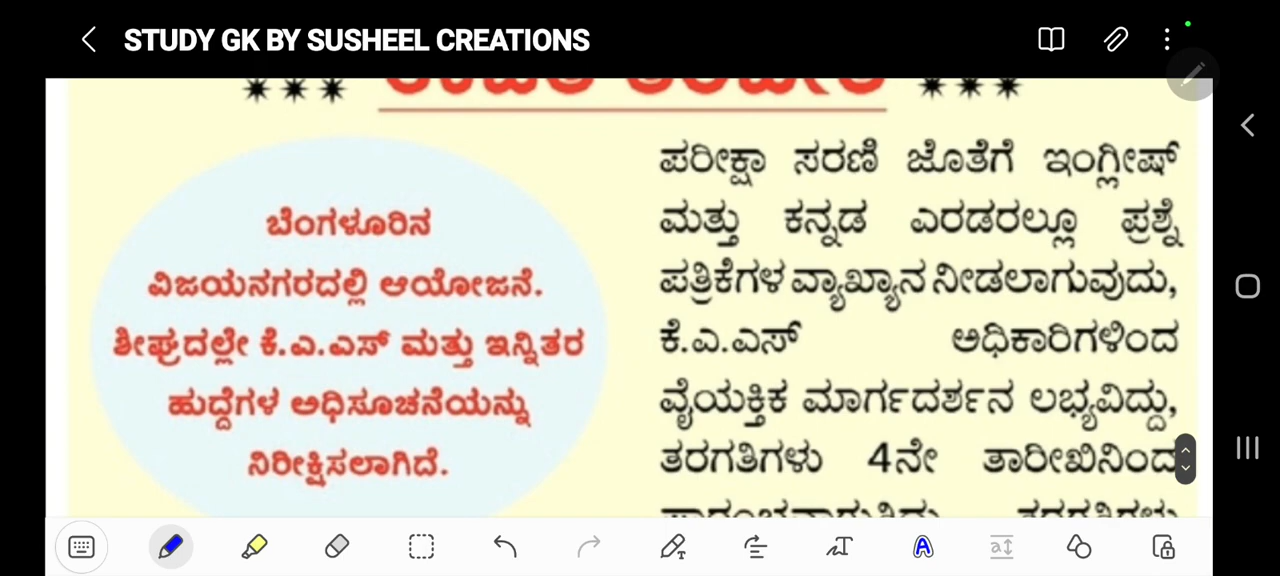 STUDY GK BY SUSHEEL CREATIONS
ಬೆಂಗಳೂರಿನ
ವಿಜಯನಗರದಲ್ಲಿ ಆಯೋಜನೆ.
ಶೀಘ್ರದಲ್ಲೇ ಕೆ.ಎ.ಎಸ್ ಮತ್ತು ಇನ್ನಿತರ
ಹುದ್ದೆಗಳ ಅಧಿಸೂಚನೆಯನ್ನು
ನಿರೀಕ್ಷಿಸಲಾಗಿದೆ.
ಪರೀಕ್ಷಾ ಸರಣಿ ಜೊತೆಗೆ ಇಂಗ್ಲೀಷ್
ಮತ್ತು ಕನ್ನಡ ಎರಡರಲ್ಲೂ ಪ್ರಶ್ನೆ
ಪತ್ರಿಕೆಗಳ ವ್ಯಾಖ್ಯಾನ ನೀಡಲಾಗುವುದು,
ಕೆ.ಎ.ಎಸ್ ಅಧಿಕಾರಿಗಳಿಂದ
ವೈಯಕ್ತಿಕ ಮಾರ್ಗದರ್ಶನ ಲಭ್ಯವಿದ್ದು,
ತರಗತಿಗಳು 4ನೇ ತಾರೀಖಿನಿಂದ